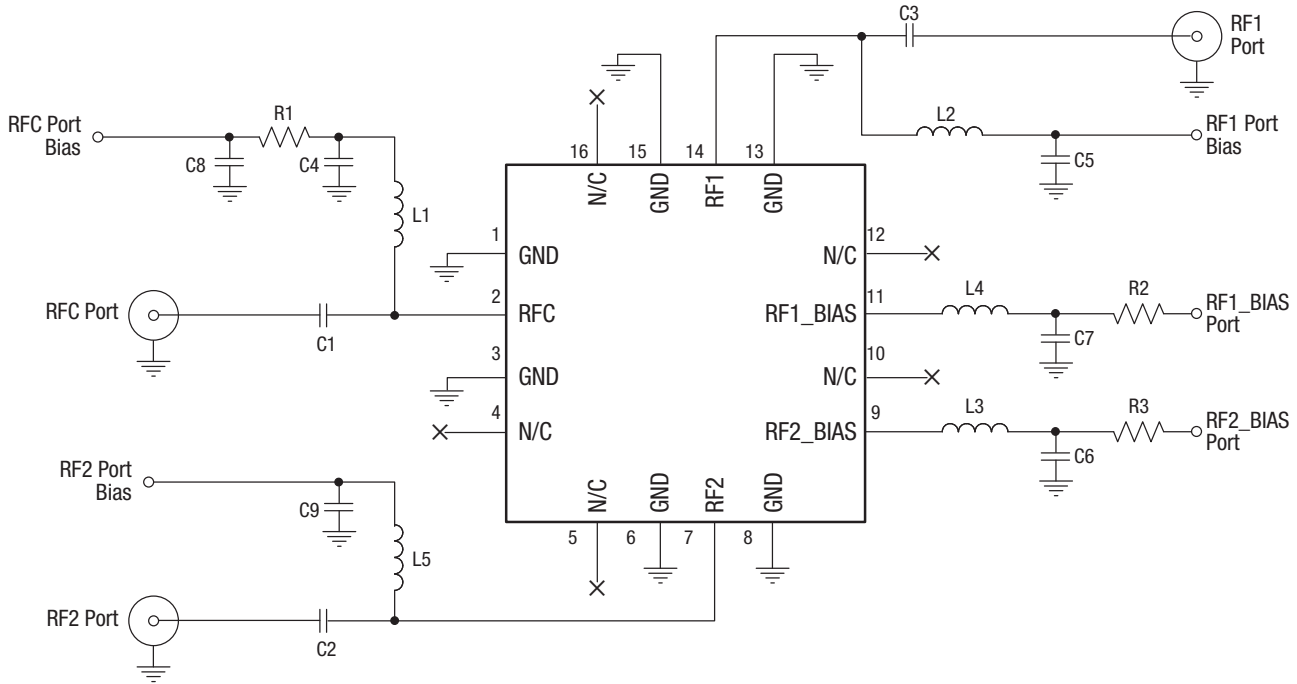 C3
RF1
Port
R1
L2
RFC Port
Bias
RF1 Port
Bias
C8
C4
C5
16
15
14
13
N/C
GND
RF1
GND
L1
1
GND
12
N/C
RFC Port
C1
2
RFC
11
RF1_BIAS
L4
R2
RF1_BIAS
Port
C7
3
GND
10
N/C
4
N/C
9
RF2_BIAS
L3
R3
RF2_BIAS
Port
C6
RF2 Port
Bias
C9
N/C
GND
RF2
GND
5
6
7
8
L5
RF2 Port
C2